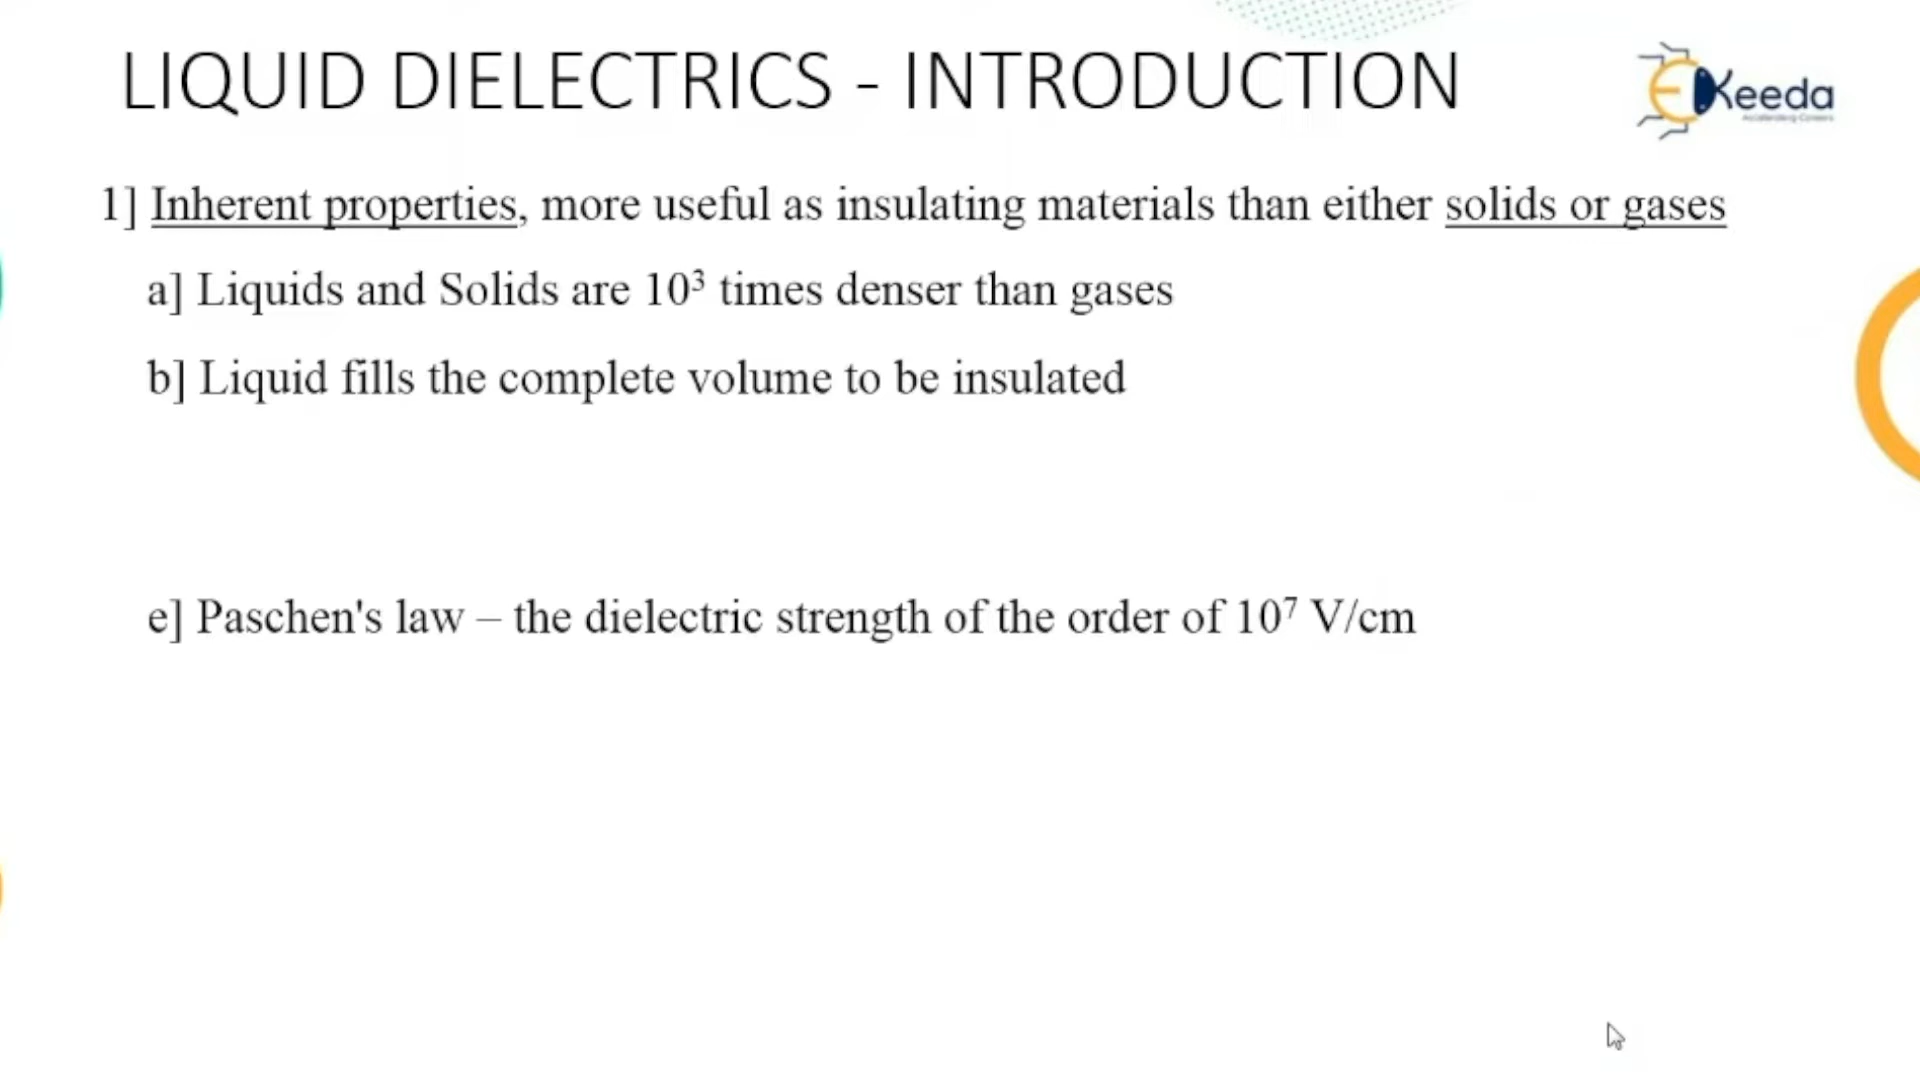 LIQUID DIELECTRICS - INTRODUCTION
Keeda
1] Inherent properties, more useful as insulating materials than either solids or gases
a] Liquids and Solids are 10³ times denser than gases
b] Liquid fills the complete volume to be insulated
e] Paschen's law – the dielectric strength of the order of 10⁷ V/cm